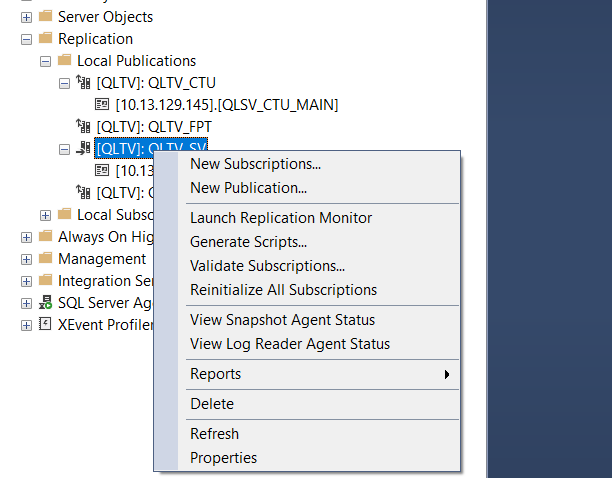 Server Objects
Replication
Local Publications
[QLTV]: QLTV_CTU
[10.13.129.145].[QLSV_CTU_MAIN]
[QLTV]: QLTV_FPT
[QLTV]: QLTV_SV
[10.13
[QLTV]:
Local Subsc
Always On Hig
Management
Integration Ser
SQL Server Ag
XEvent Profiler
New Subscriptions...
New Publication...
Launch Replication Monitor
Generate Scripts...
Validate Subscriptions...
Reinitialize All Subscriptions
View Snapshot Agent Status
View Log Reader Agent Status
Reports
Delete
Refresh
Properties